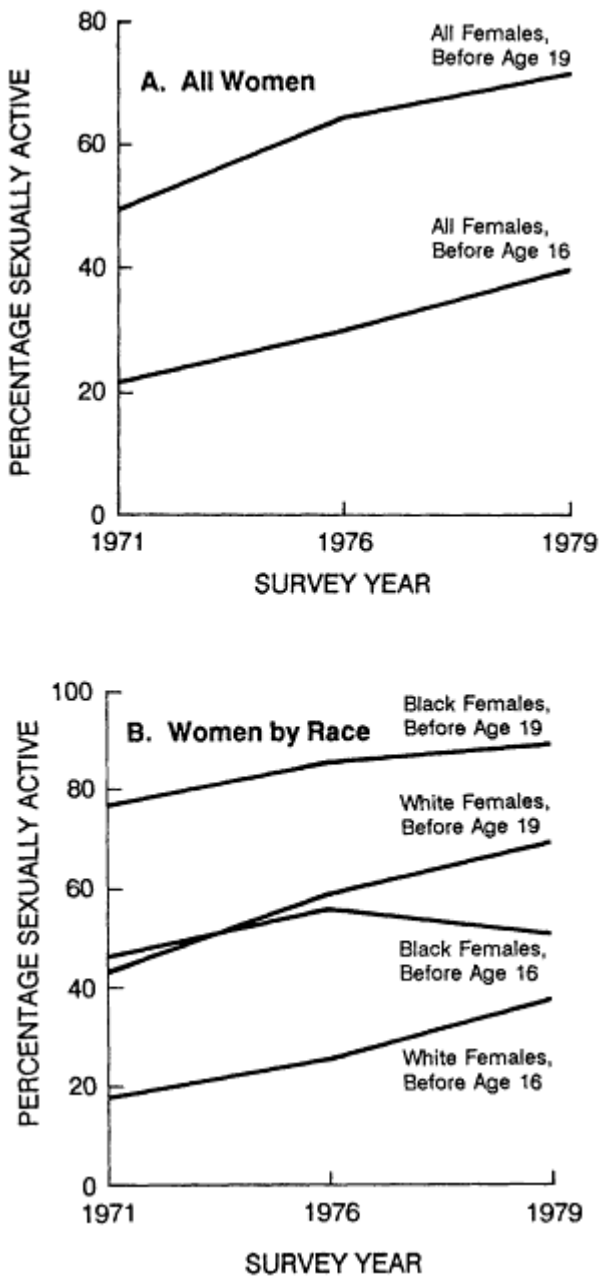 80
All Females,
Before Age 19
A. All Women
60
All Females,
Before Age 16
40
20
0
PERCENTAGE SEXUALLY ACTIVE
1971 1976 1979
SURVEY YEAR
100
Black Females,
Before Age 19
B. Women by Race
80
White Females,
Before Age 19
60
Black Females,
Before Age 16
40
White Females,
Before Age 16
20
0
PERCENTAGE SEXUALLY ACTIVE
1971 1976 1979
SURVEY YEAR